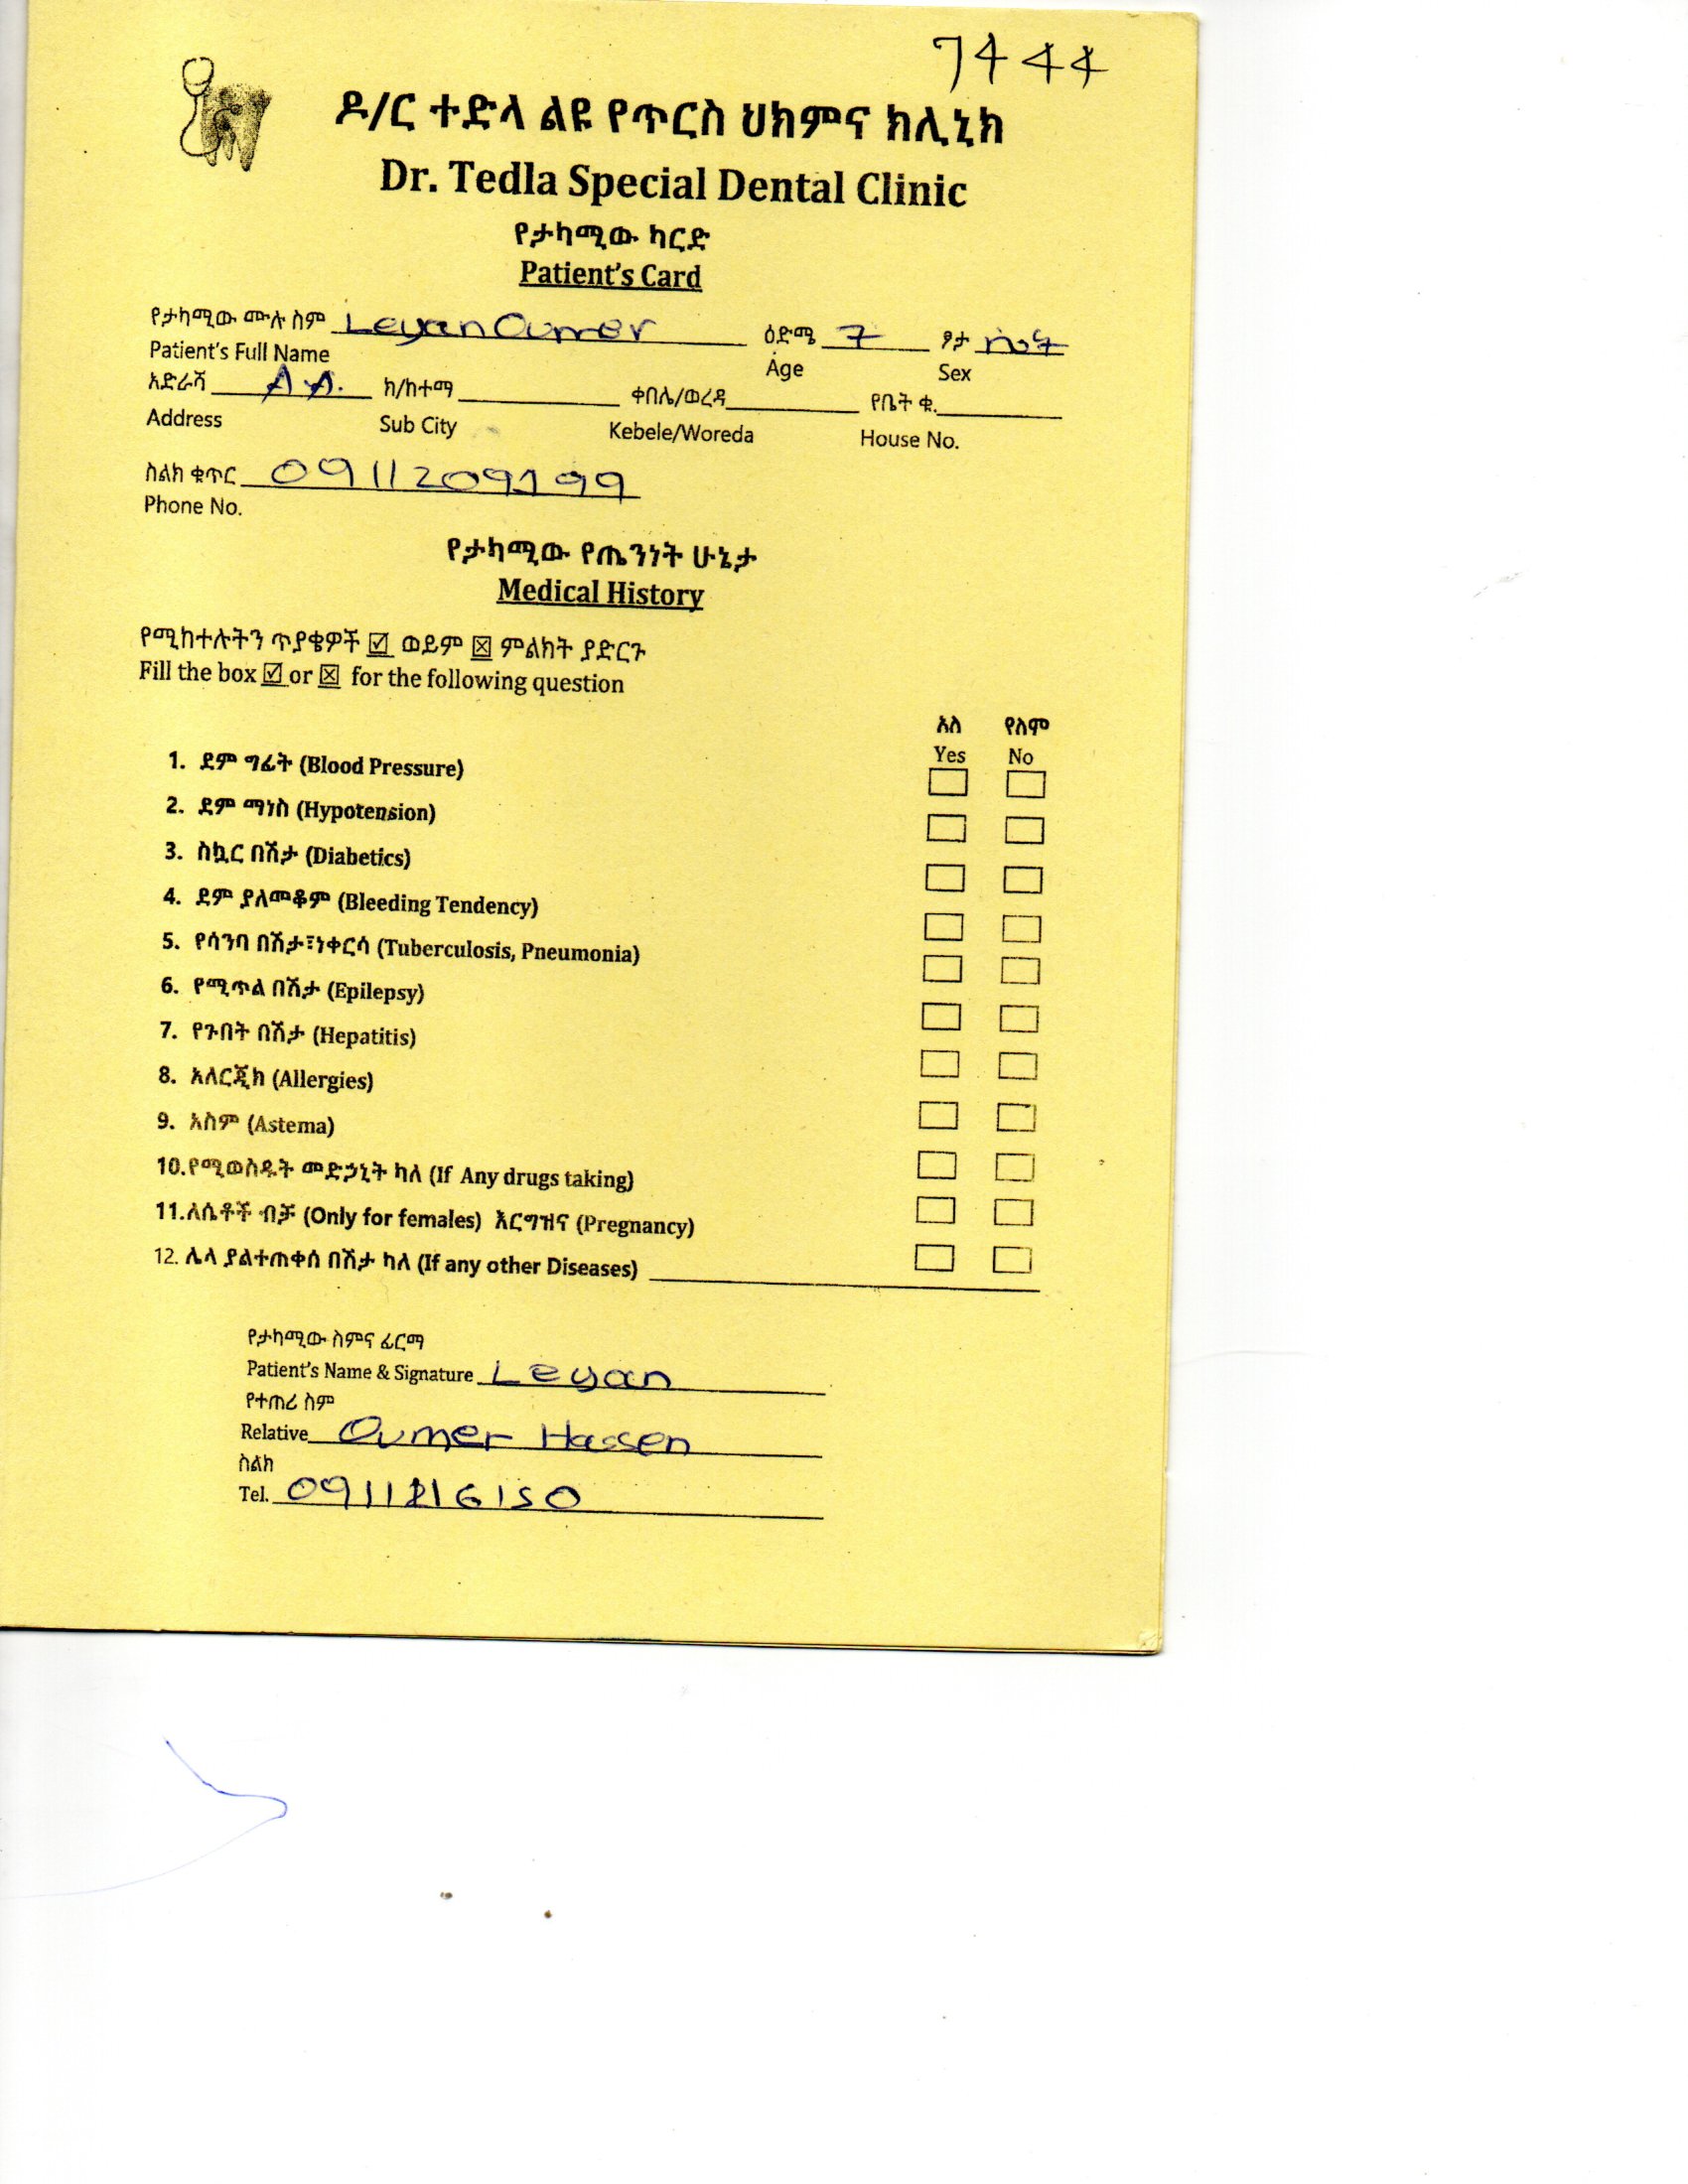 7444
ዶ/ር ተድላ ልዩ የጥርስ ህክምና ክሊኒክ
Dr. Tedla Special Dental Clinic
የታካሚው ካርድ
Patient's Card
የታካሚው ሙሉ ስም Leyan Oumer ዕድሜ 7 ፆታ
Patient's Full Name Age Sex
አድራሻ A.A. ክ/ከተማ ቀበሌ/ወረዳ የቤት ቁ.
Address Sub City Kebele/Woreda House No.
ስልክ ቁጥር 0911209199
Phone No.
የታካሚው የጤንነት ሁኔታ
Medical History
የሚከተሉትን ጥያቄዎች ☑ ወይም ☒ ምልክት ያድርጉ
Fill the box ☑ or ☒ for the following question
አለ የለም
Yes No
1. ደም ግፊት (Blood Pressure)
2. ደም ማነስ (Hypotension)
3. ስኳር በሽታ (Diabetics)
4. ደም ያለመቆም (Bleeding Tendency)
5. የሳንባ በሽታ፣ነቀርሳ (Tuberculosis, Pneumonia)
6. የሚጥል በሽታ (Epilepsy)
7. የጉበት በሽታ (Hepatitis)
8. አለርጂክ (Allergies)
9. አስም (Astema)
10.የሚወስዱት መድኃኒት ካለ (If Any drugs taking)
11.ለሴቶች ብቻ (Only for females) እርግዝና (Pregnancy)
12. ሌላ ያልተጠቀሰ በሽታ ካለ (If any other Diseases)
የታካሚው ስምና ፊርማ
Patient's Name & Signature Leyan
የተጠሪ ስም
Relative Oumer Hassen
ስልክ
Tel.